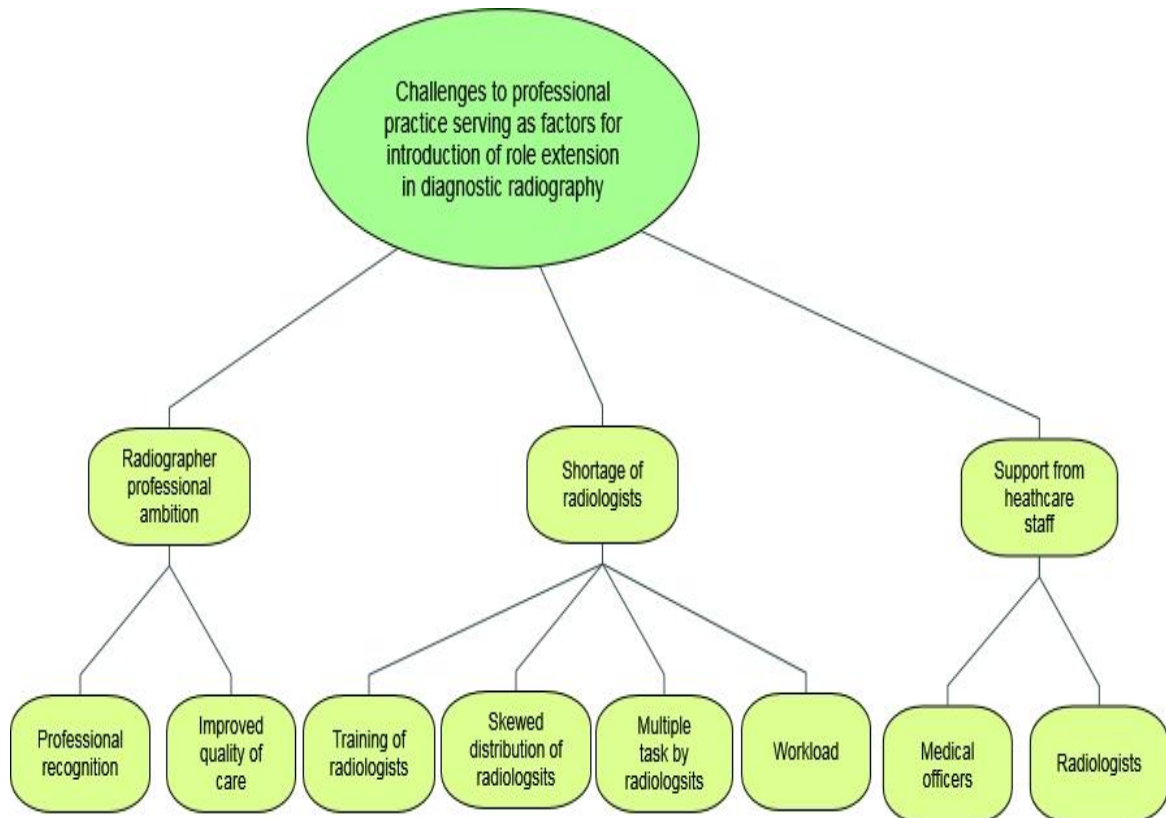 Challenges to professional
practice serving as factors for
introduction of role extension
in diagnostic radiography
Radiographer
professional
ambition
Shortage of
radiologists
Support from
heathcare
staff
Professional
recognition
Improved
quality of
care
Training of
radiologists
Skewed
distribution of
radiologsits
Multiple
task by
radiologsits
Workload
Medical
officers
Radiologists